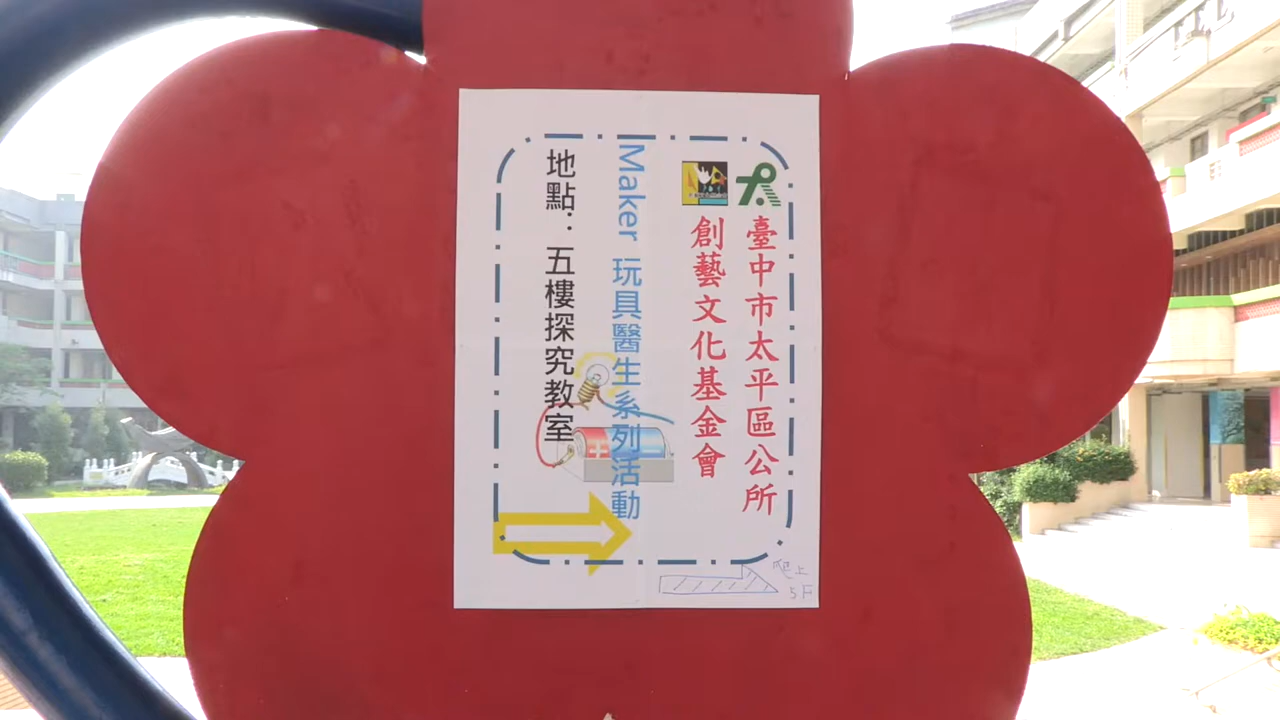 臺中市太平區公所
創藝文化基金會
Maker 玩具醫生系列活動
地點：五樓探究教室
爬上
5F